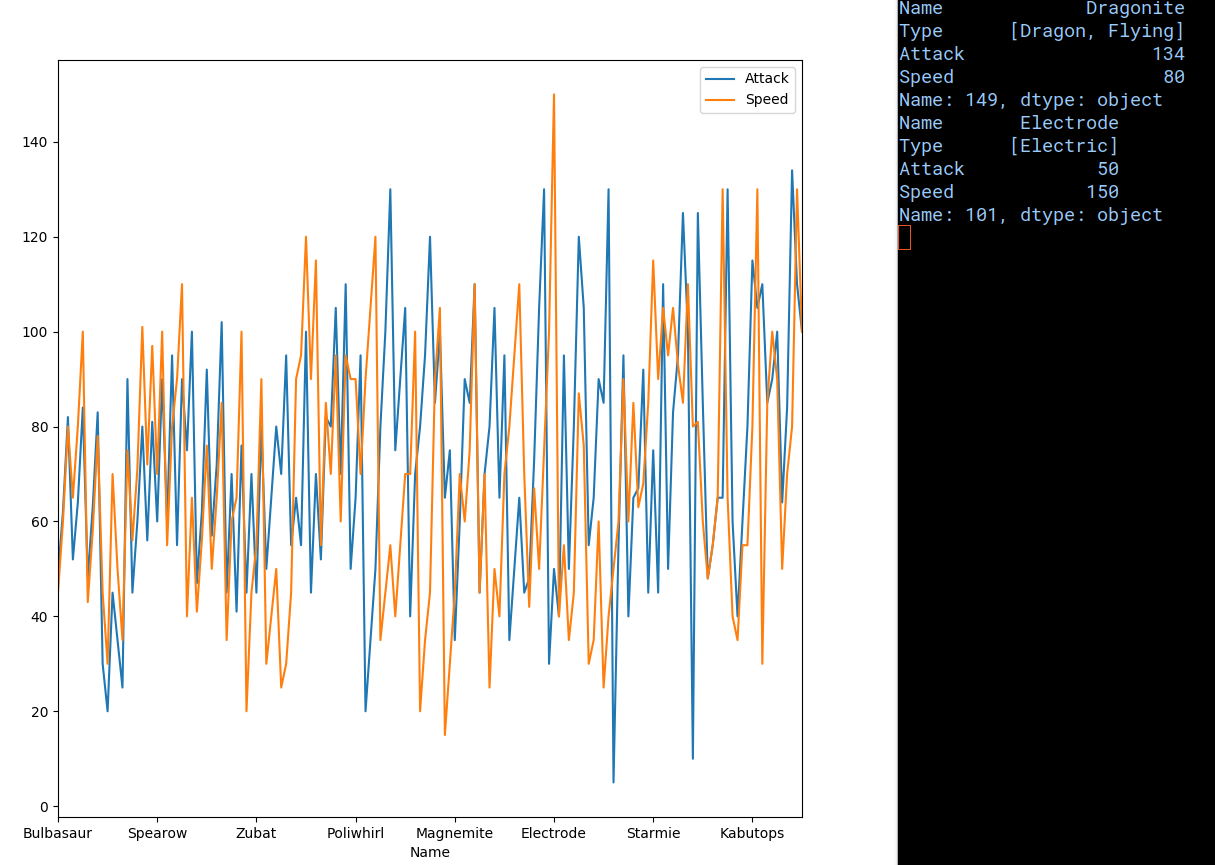 Attack
Speed
140
120
100
80
60
40
20
0
Bulbasaur Spearow Zubat Poliwhirl Magnemite Electrode Starmie Kabutops
Name
Name Dragonite
Type [Dragon, Flying]
Attack 134
Speed 80
Name: 149, dtype: object
Name Electrode
Type [Electric]
Attack 50
Speed 150
Name: 101, dtype: object